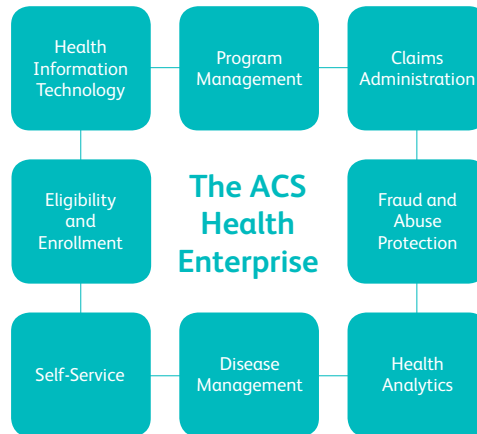 Health
Information
Technology
Program
Management
Claims
Administration
Eligibility
and
Enrollment
The ACS
Health
Enterprise
Fraud and
Abuse
Protection
Self-Service
Disease
Management
Health
Analytics